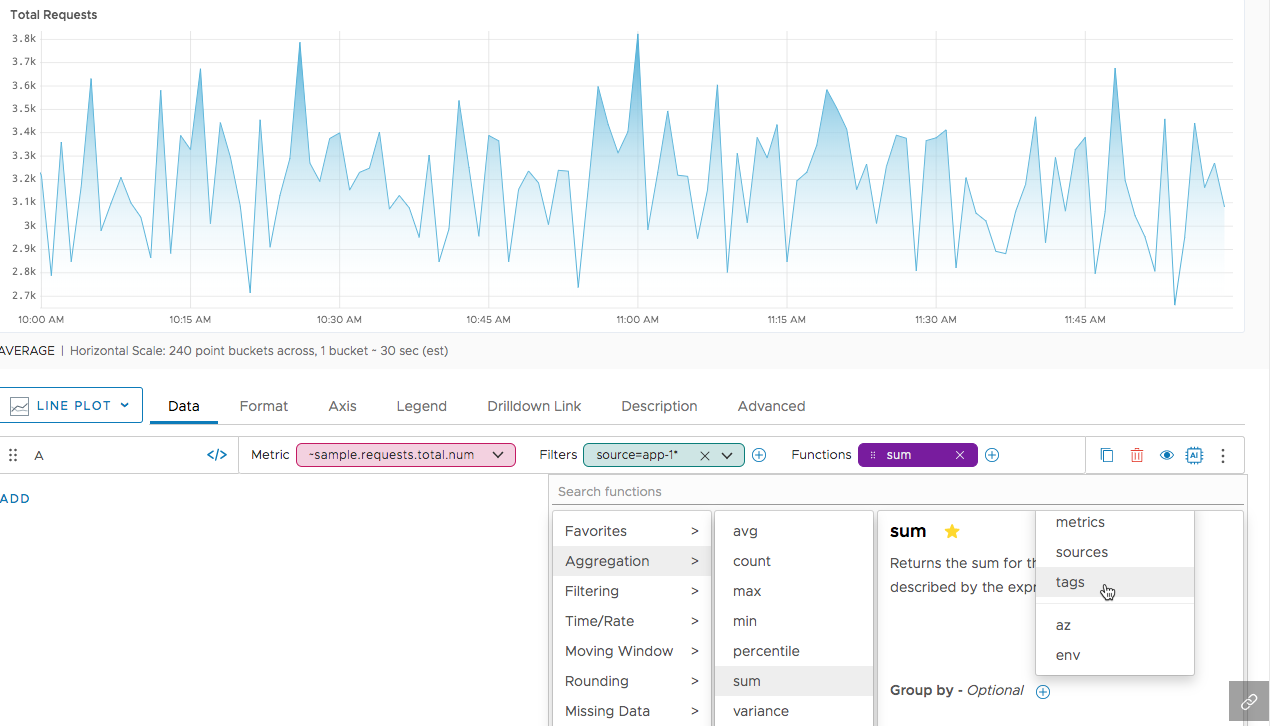 Total Requests
3.8k
3.7k
3.6k
3.5k
3.4k
3.3k
3.2k
3.1k
3k
2.9k
2.8k
2.7k
10:00 AM 10:15 AM 10:30 AM 10:45 AM 11:00 AM 11:15 AM 11:30 AM 11:45 AM
AVERAGE | Horizontal Scale: 240 point buckets across, 1 bucket ~ 30 sec (est)
LINE PLOT Data Format Axis Legend Drilldown Link Description Advanced
A </> Metric ~sample.requests.total.num Filters source=app-1* Functions sum AI
ADD
Search functions
Favorites >
Aggregation >
Filtering >
Time/Rate >
Moving Window >
Rounding >
Missing Data >
avg
count
max
min
percentile
sum
variance
sum
Returns the sum for th
described by the expr
Group by - Optional
metrics
sources
tags
az
env